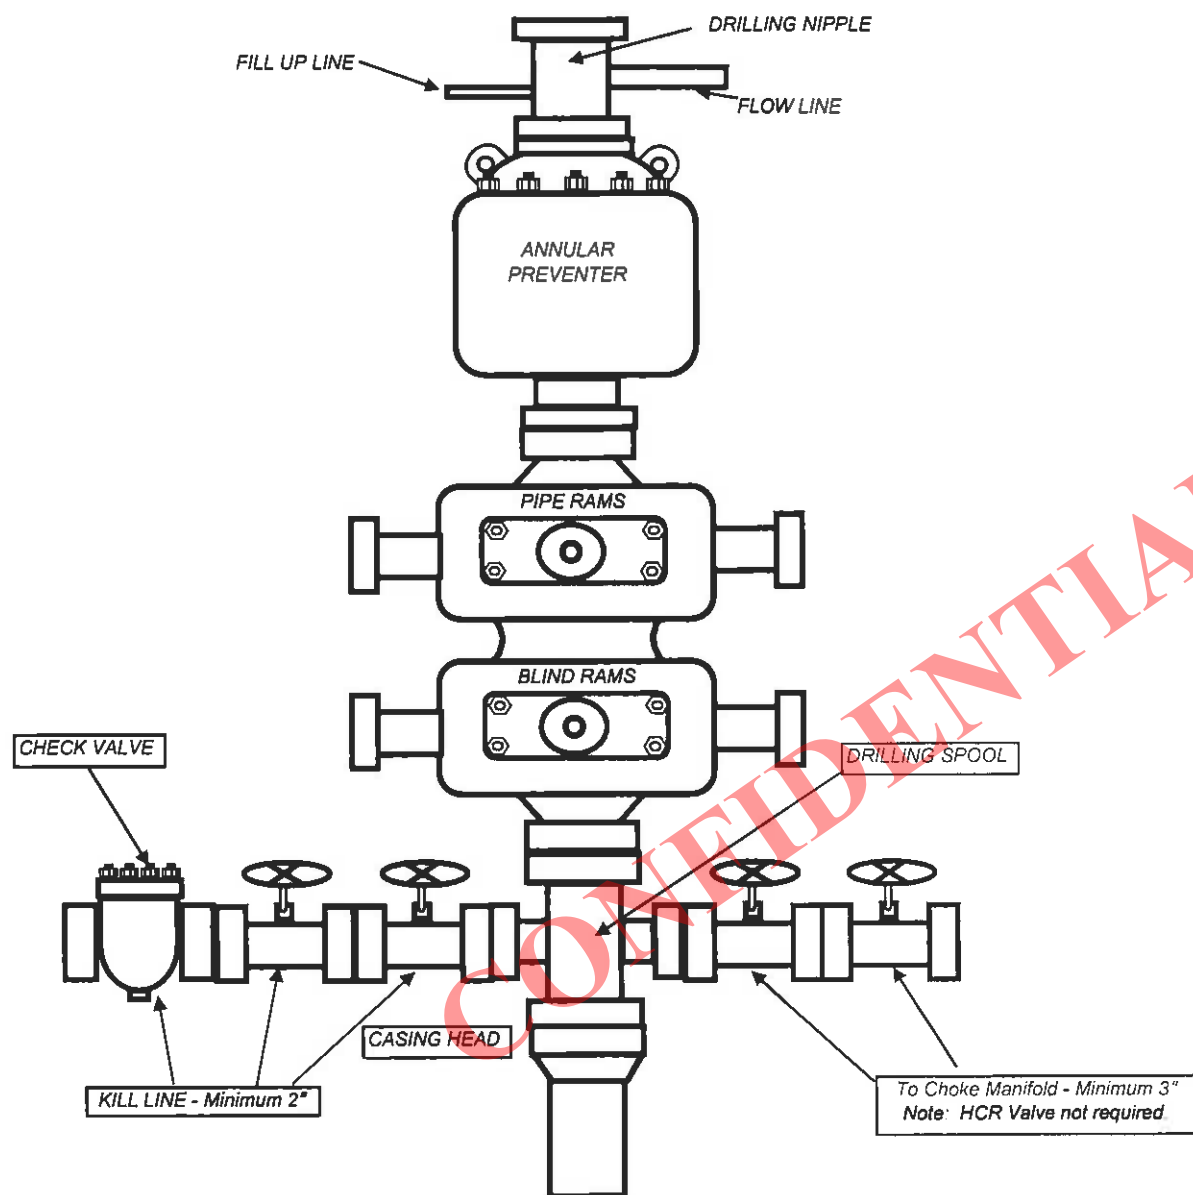 DRILLING NIPPLE
FILL UP LINE
FLOW LINE
ANNULAR
PREVENTER
PIPE RAMS
BLIND RAMS
CHECK VALVE
DRILLING SPOOL
CASING HEAD
KILL LINE - Minimum 2"
To Choke Manifold - Minimum 3"
Note: HCR Valve not required.
CONFIDENTIAL